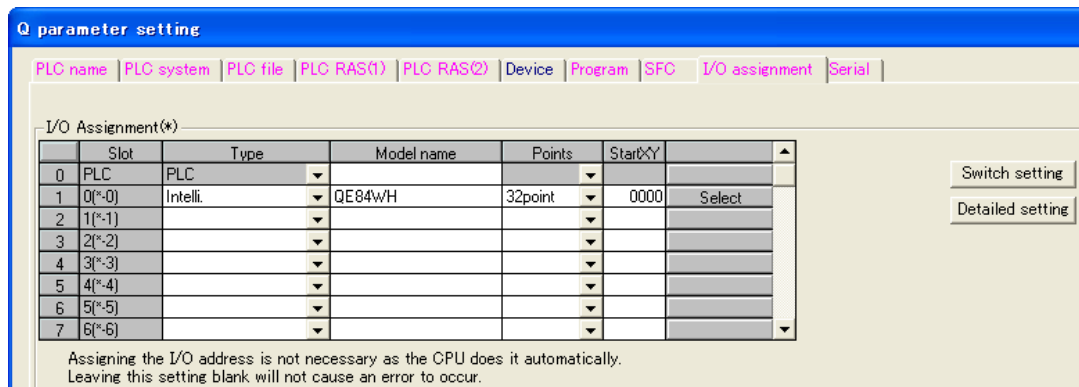 Q parameter setting
PLC name PLC system PLC file PLC RAS(1) PLC RAS(2) Device Program SFC I/O assignment Serial
I/O Assignment(*)
Slot Type Model name Points StartXY
0 PLC PLC
1 0(*-0) Intelli. QE84WH 32point 0000 Select
2 1(*-1)
3 2(*-2)
4 3(*-3)
5 4(*-4)
6 5(*-5)
7 6(*-6)
Switch setting
Detailed setting
Assigning the I/O address is not necessary as the CPU does it automatically.
Leaving this setting blank will not cause an error to occur.